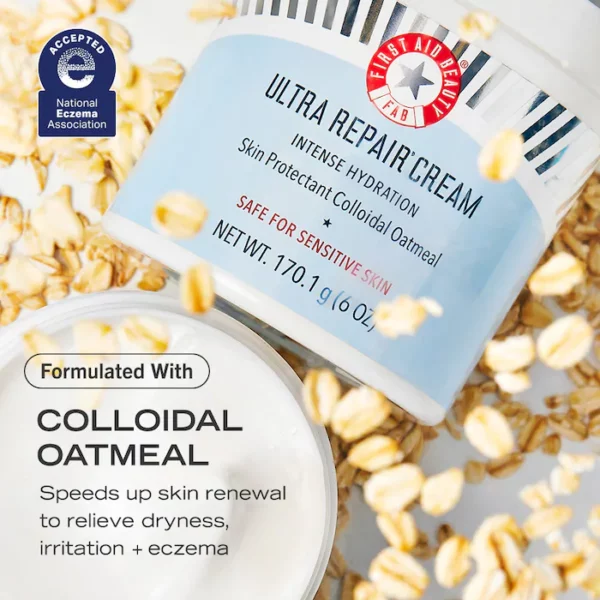 ACCEPTED
e
National
Eczema
Association
FIRST AID BEAUTY
®
FAB
ULTRA REPAIR® CREAM
INTENSE HYDRATION
Skin Protectant Colloidal Oatmeal
SAFE FOR SENSITIVE SKIN
NET WT. 170.1 g (6 OZ)
Formulated With
COLLOIDAL
OATMEAL
Speeds up skin renewal
to relieve dryness,
irritation + eczema